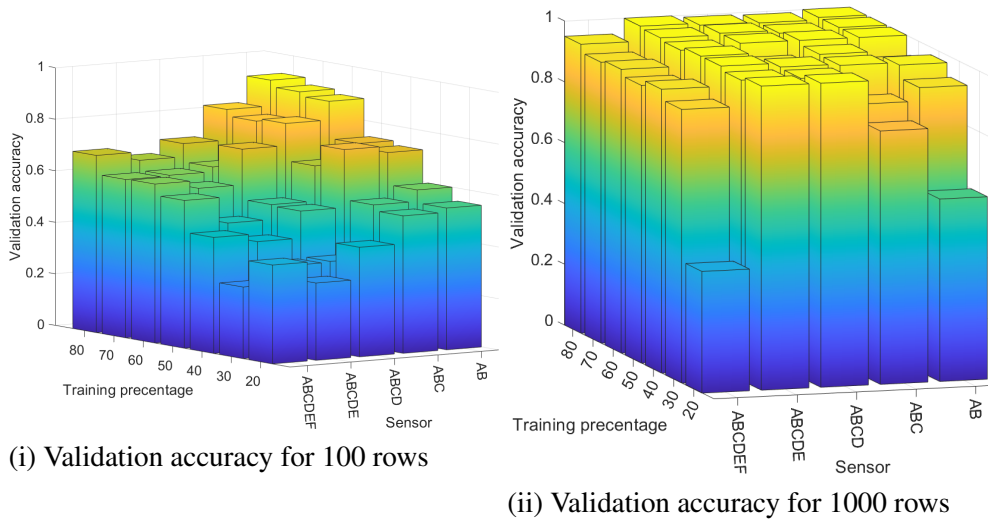 1
0.8
0.6
0.4
0.2
0
Validation accuracy
80
70
60
50
40
30
20
Training precentage
ABCDEF
ABCDE
ABCD
ABC
AB
Sensor
(i) Validation accuracy for 100 rows
1
0.8
0.6
0.4
0.2
0
Validation accuracy
80
70
60
50
40
30
20
Training precentage
ABCDEF
ABCDE
ABCD
ABC
AB
Sensor
(ii) Validation accuracy for 1000 rows